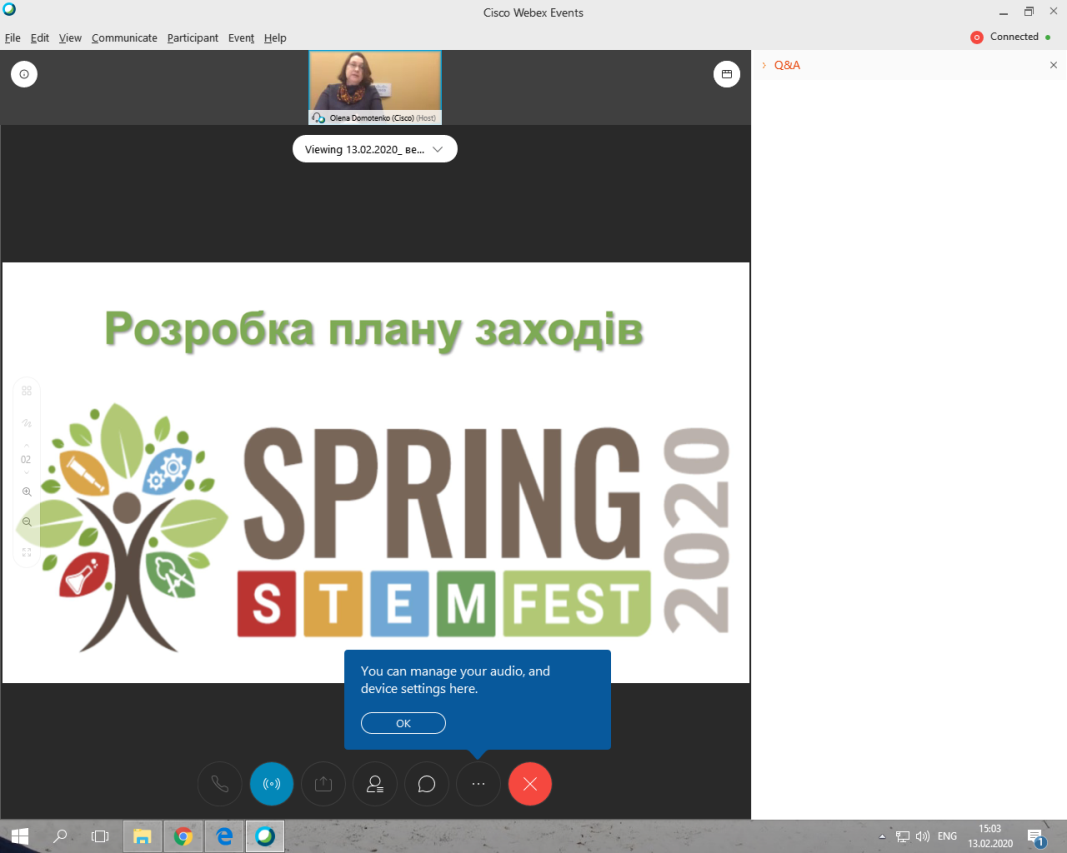 Cisco Webex Events
File Edit View Communicate Participant Event Help
Connected
Olena Domotenko (Cisco) (Host)
Q&A
Viewing 13.02.2020_ ве...
Розробка плану заходів
02
SPRING
2020
STEM FEST
You can manage your audio, and
device settings here.
OK
ENG
15:03
13.02.2020
1